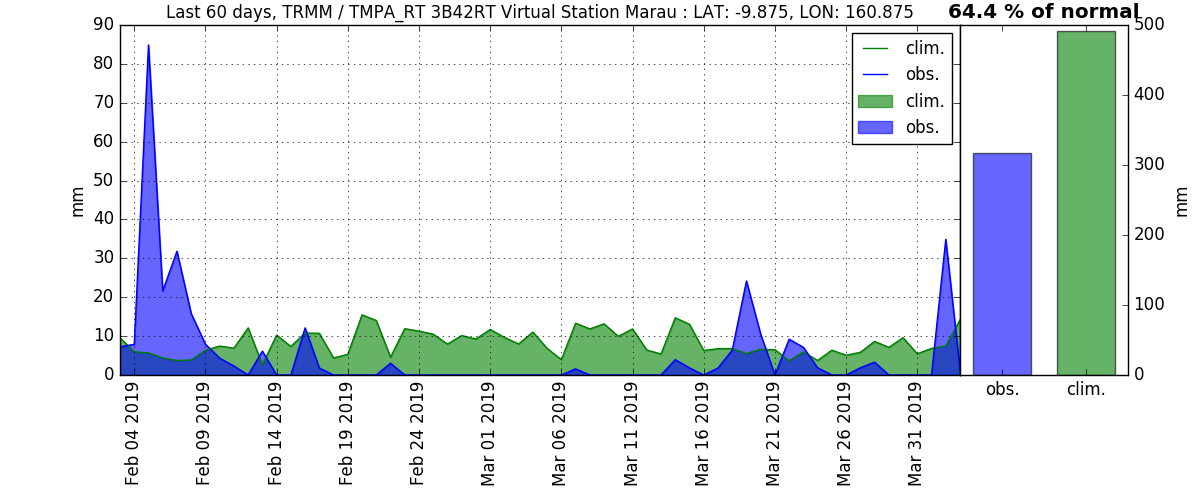 Last 60 days, TRMM / TMPA_RT 3B42RT Virtual Station Marau : LAT: -9.875, LON: 160.875
64.4 % of normal
90
80
70
60
50
40
30
20
10
0
mm
clim.
obs.
clim.
obs.
Feb 04 2019
Feb 09 2019
Feb 14 2019
Feb 19 2019
Feb 24 2019
Mar 01 2019
Mar 06 2019
Mar 11 2019
Mar 16 2019
Mar 21 2019
Mar 26 2019
Mar 31 2019
500
400
300
200
100
0
mm
obs.
clim.